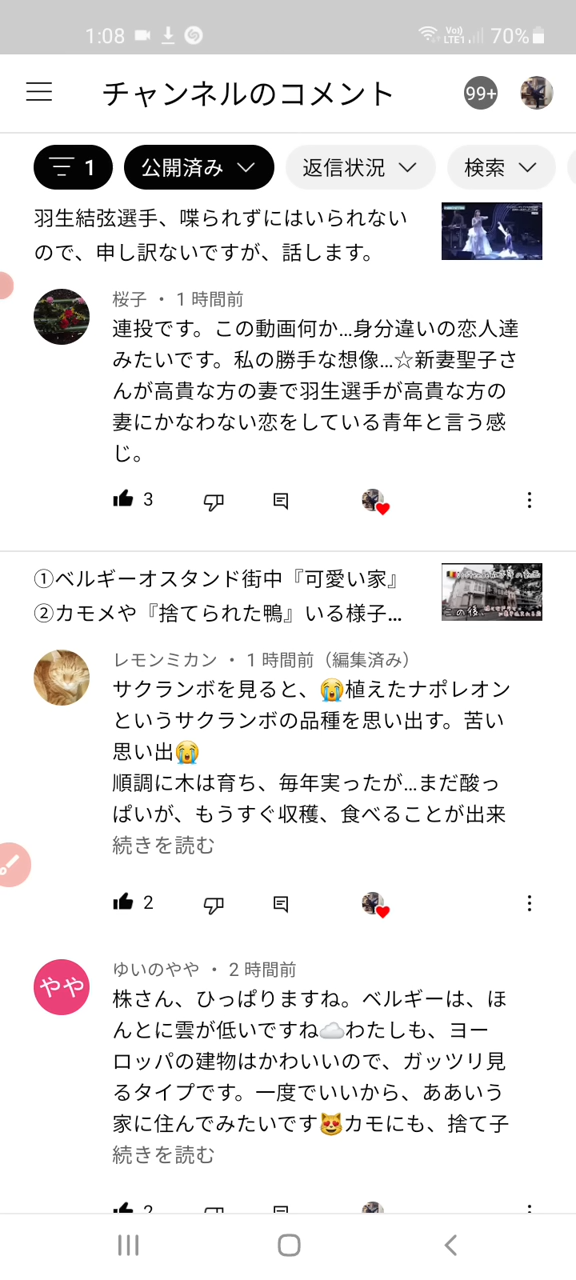 1:08
Vo))
LTE1
70%
チャンネルのコメント
99+
1
公開済み
返信状況
検索
羽生結弦選手、喋られずにはいられない
ので、申し訳ないですが、話します。
桜子 ・ 1 時間前
連投です。この動画何か...身分違いの恋人達
みたいです。私の勝手な想像...☆新妻聖子さ
んが高貴な方の妻で羽生選手が高貴な方の
妻にかなわない恋をしている青年と言う感
じ。
3
①ベルギーオスタンド街中『可愛い家』
②カモメや『捨てられた鴨』いる様子...
この後、
レモンミカン ・ 1 時間前（編集済み）
サクランボを見ると、😭植えたナポレオン
というサクランボの品種を思い出す。苦い
思い出😭
順調に木は育ち、毎年実ったが...まだ酸っ
ぱいが、もうすぐ収穫、食べることが出来
続きを読む
2
やや
ゆいのやや ・ 2 時間前
株さん、ひっぱりますね。ベルギーは、ほ
んとに雲が低いですね☁️わたしも、ヨー
ロッパの建物はかわいいので、ガッツリ見
るタイプです。一度でいいから、ああいう
家に住んでみたいです😻カモにも、捨て子
続きを読む
2